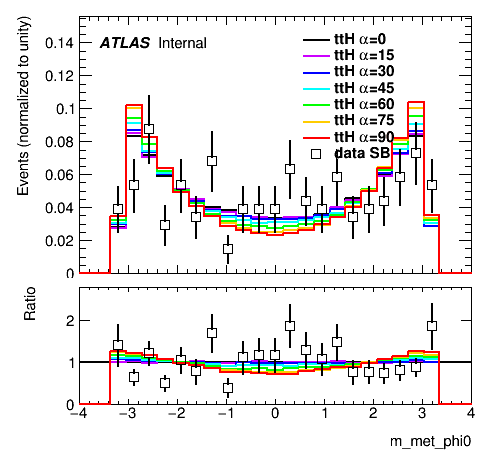 Events (normalized to unity)
0.14
0.12
0.1
0.08
0.06
0.04
0.02
0
ATLAS Internal
ttH α=0
ttH α=15
ttH α=30
ttH α=45
ttH α=60
ttH α=75
ttH α=90
data SB
Ratio
2
1
0
−4 −3 −2 −1 0 1 2 3 4
m_met_phi0